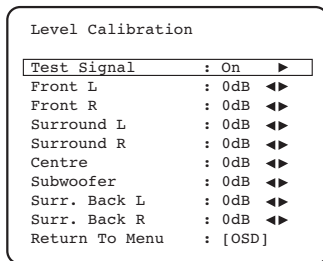 Level Calibration
Test Signal : On ►
Front L : 0dB ◄►
Front R : 0dB ◄►
Surround L : 0dB ◄►
Surround R : 0dB ◄►
Centre : 0dB ◄►
Subwoofer : 0dB ◄►
Surr. Back L : 0dB ◄►
Surr. Back R : 0dB ◄►
Return To Menu : [OSD]